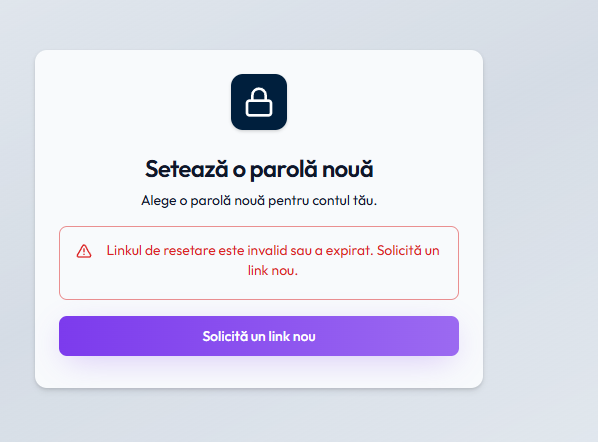 Setează o parolă nouă
Alege o parolă nouă pentru contul tău.
Linkul de resetare este invalid sau a expirat. Solicită un
link nou.
Solicită un link nou